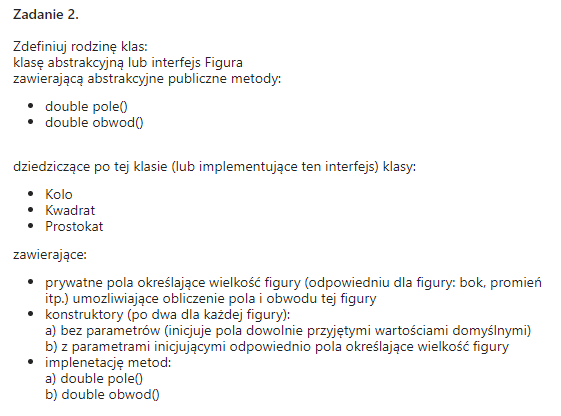 Zadanie 2.
Zdefiniuj rodzinę klas:
klasę abstrakcyjną lub interfejs Figura
zawierającą abstrakcyjne publiczne metody:
• double pole()
• double obwod()
dziedziczące po tej klasie (lub implementujące ten interfejs) klasy:
• Kolo
• Kwadrat
• Prostokat
zawierające:
• prywatne pola określające wielkość figury (odpowiedniu dla figury: bok, promień
itp.) umozliwiające obliczenie pola i obwodu tej figury
• konstruktory (po dwa dla każdej figury):
a) bez parametrów (inicjuje pola dowolnie przyjętymi wartościami domyślnymi)
b) z parametrami inicjującymi odpowiednio pola określające wielkość figury
• implenetację metod:
a) double pole()
b) double obwod()